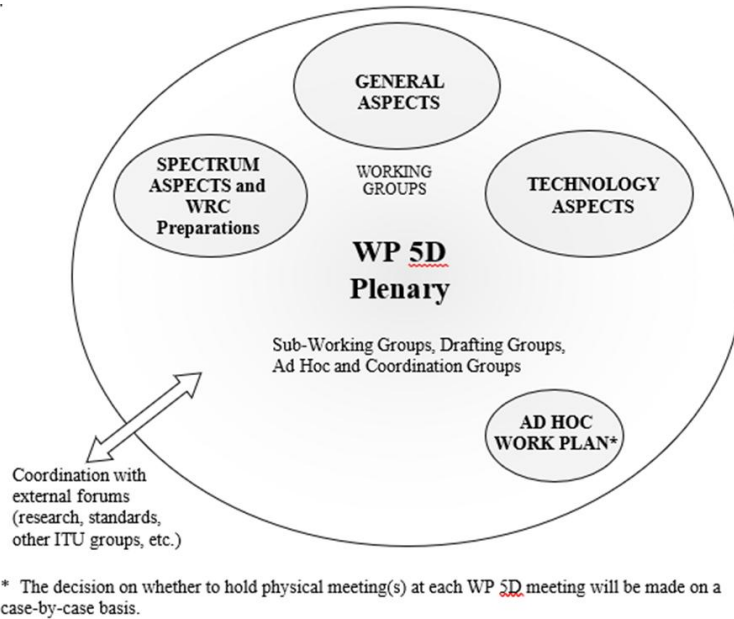 GENERAL
ASPECTS
SPECTRUM
ASPECTS and
WRC
Preparations
WORKING
GROUPS
TECHNOLOGY
ASPECTS
WP 5D
Plenary
Sub-Working Groups, Drafting Groups,
Ad Hoc and Coordination Groups
AD HOC
WORK PLAN*
Coordination with
external forums
(research, standards,
other ITU groups, etc.)
* The decision on whether to hold physical meeting(s) at each WP 5D meeting will be made on a
case-by-case basis.